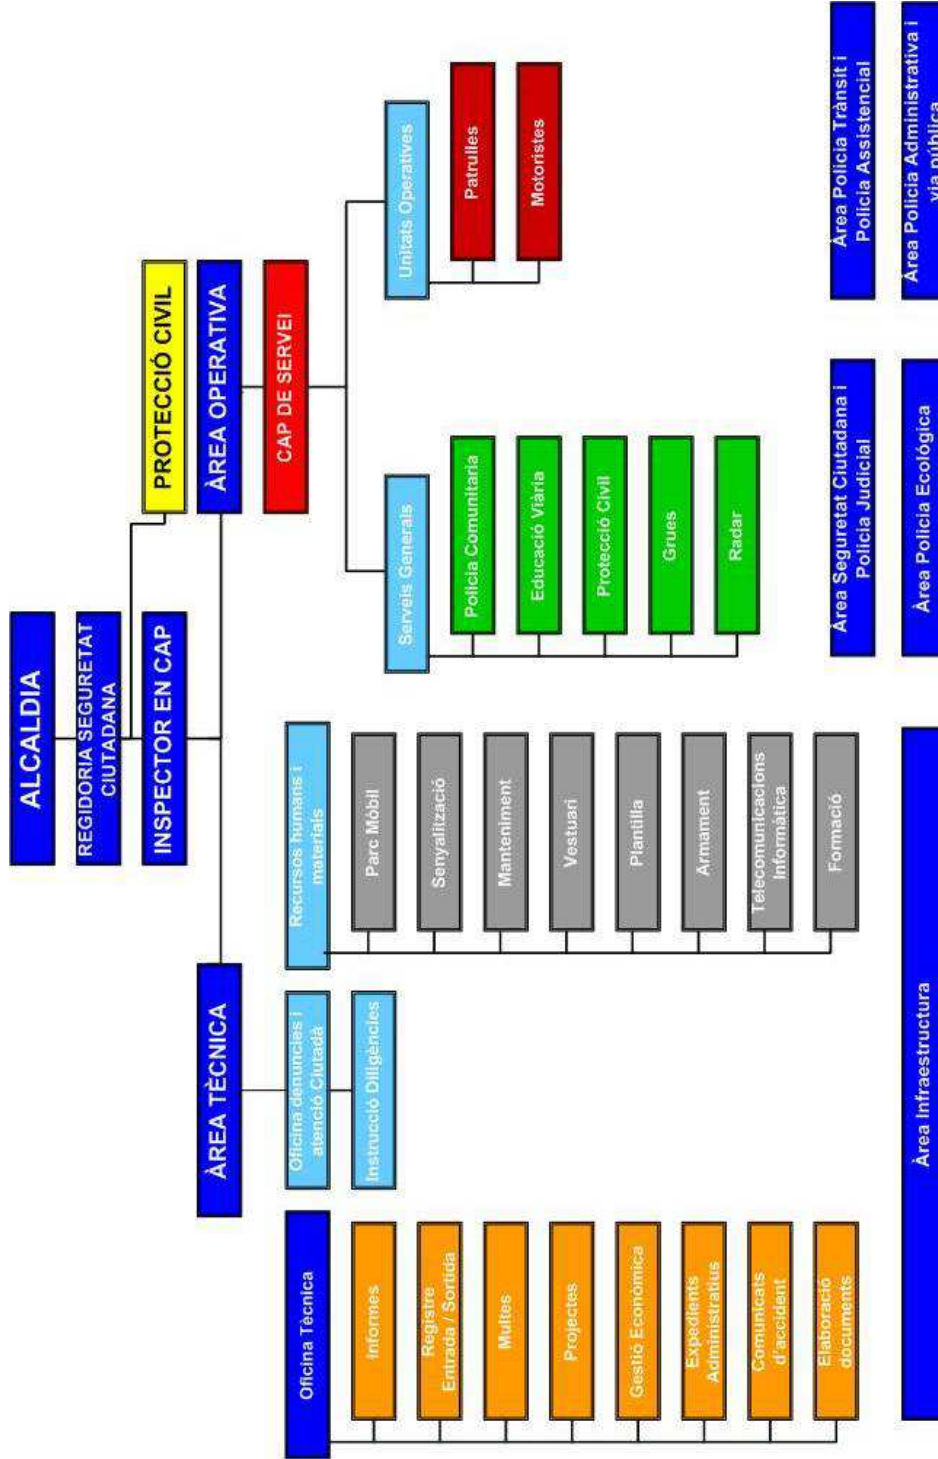 ALCALDIA
REGIDORIA SEGURETAT
CIUTADANA
INSPECTOR EN CAP
PROTECCIÓ CIVIL
ÀREA TÈCNICA
ÀREA OPERATIVA
CAP DE SERVEI
Oficina Tècnica
Informes
Registre
Entrada / Sortida
Multes
Projectes
Gestió Econòmica
Expedients
Administratius
Comunicats
d'accident
Elaboració
documents
Oficina denuncies i
atenció Ciutadà
Instrucció Diligències
Recursos humans i
materials
Parc Mòbil
Senyalització
Manteniment
Vestuari
Plantilla
Armament
Telecomunicacions
Informàtica
Formació
Serveis Generals
Policia Comunitaria
Educació Viària
Protecció Civil
Grues
Radar
Unitats Operatives
Patrulles
Motoristes
Àrea Seguretat Ciutadana i
Policia Judicial
Àrea Policia Trànsit i
Policia Assistencial
Àrea Infraestructura
Àrea Policia Ecológica
Àrea Policia Administrativa i
via pública